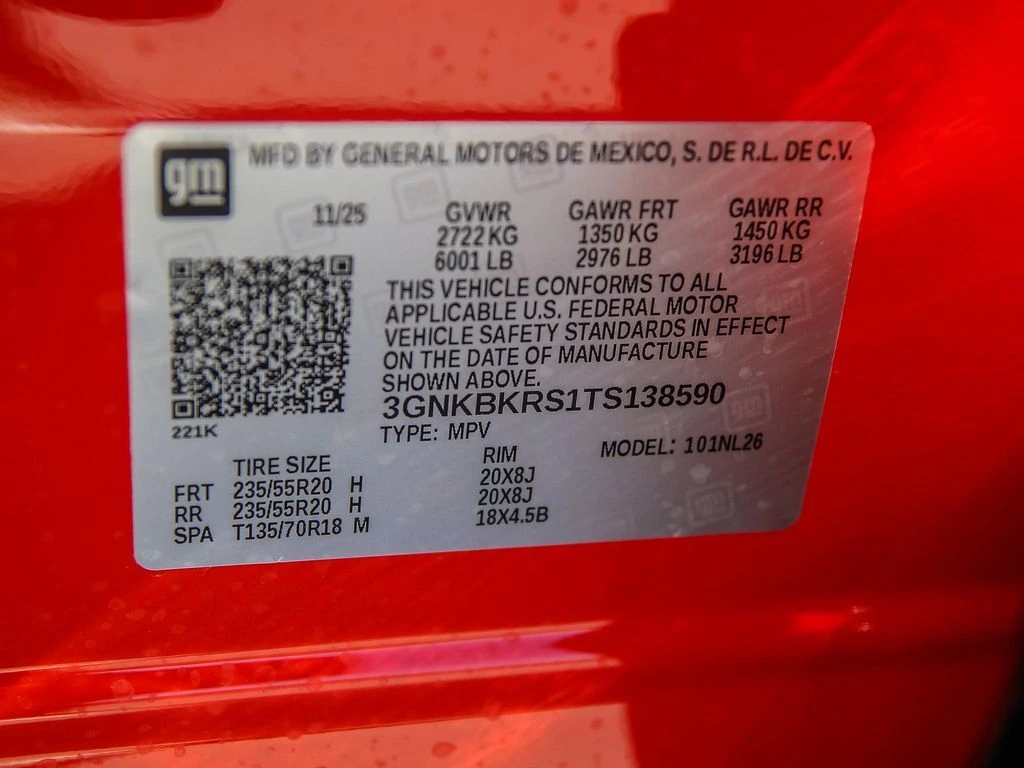 gm
MFD BY GENERAL MOTORS DE MEXICO, S. DE R.L. DE C.V.
11/25 GVWR GAWR FRT GAWR RR
2722 KG 1350 KG 1450 KG
6001 LB 2976 LB 3196 LB
THIS VEHICLE CONFORMS TO ALL
APPLICABLE U.S. FEDERAL MOTOR
VEHICLE SAFETY STANDARDS IN EFFECT
ON THE DATE OF MANUFACTURE
SHOWN ABOVE.
3GNKBKRS1TS138590
221K
TYPE: MPV MODEL: 101NL26
TIRE SIZE RIM
FRT 235/55R20 H 20X8J
RR 235/55R20 H 20X8J
SPA T135/70R18 M 18X4.5B